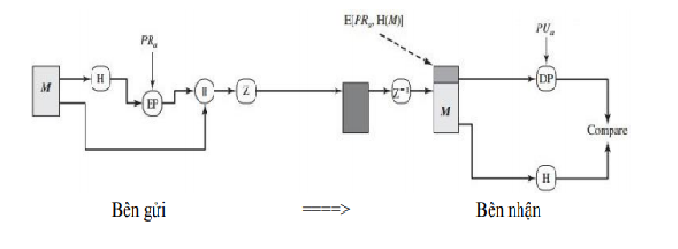 E[PRa, H(M)]
PRa
PUa
M
H
EP
||
Z
Z⁻¹
M
DP
Compare
H
Bên gửi
====>
Bên nhận